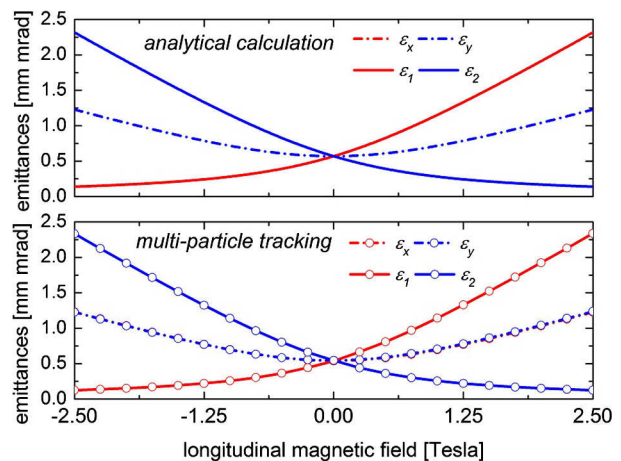 emittances [mm mrad]
2.5
2.0
1.5
1.0
0.5
0.0
analytical calculation
εx εy
ε1 ε2
emittances [mm mrad]
2.5
2.0
1.5
1.0
0.5
0.0
multi-particle tracking
εx εy
ε1 ε2
-2.50 -1.25 0.00 1.25 2.50
longitudinal magnetic field [Tesla]